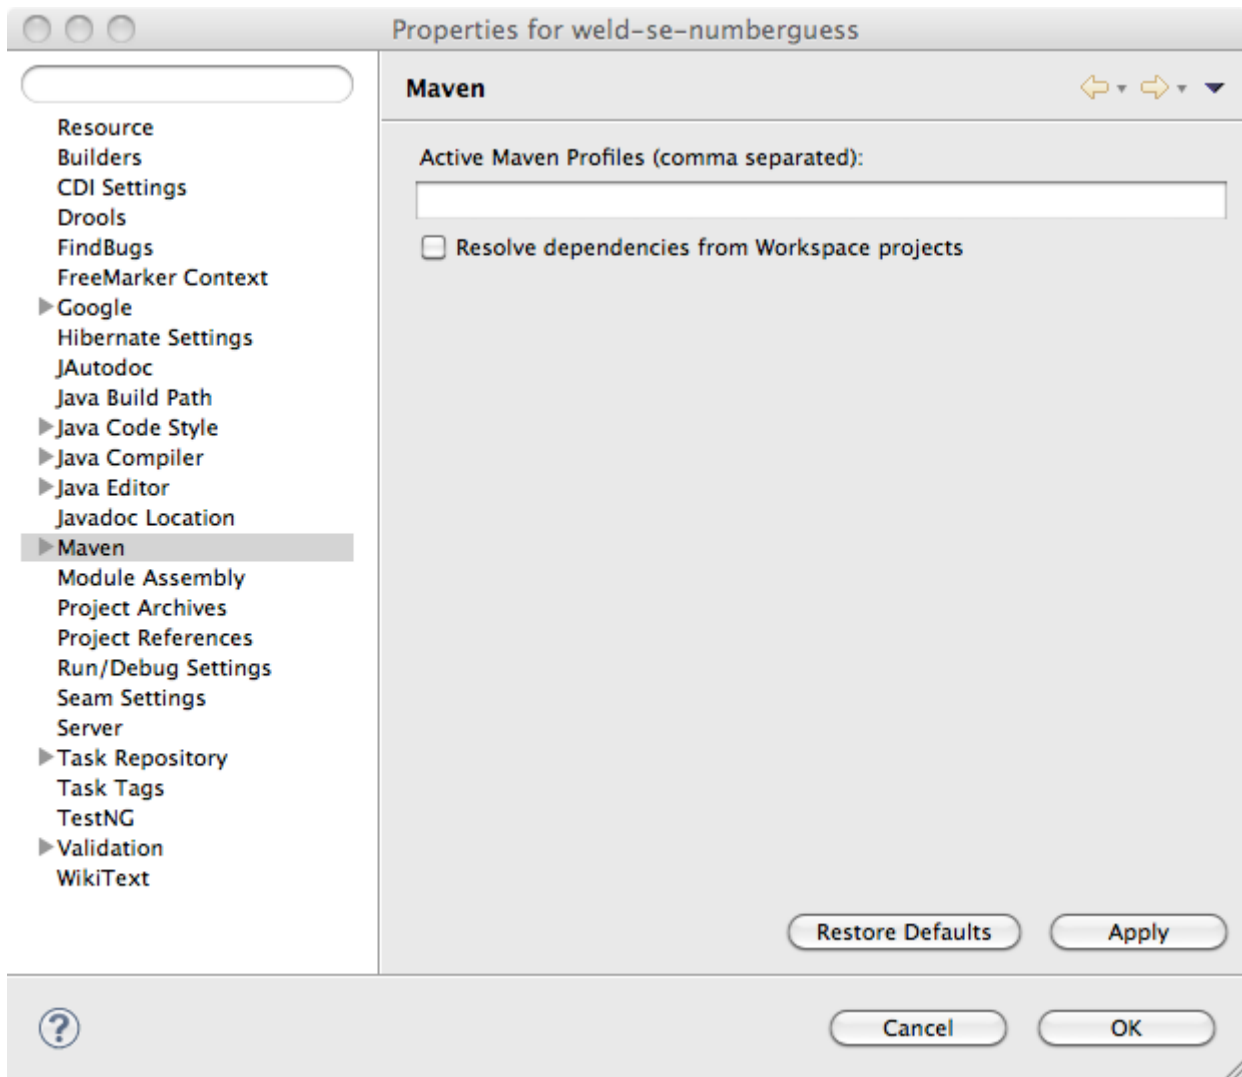 Properties for weld-se-numberguess
Resource
Builders
CDI Settings
Drools
FindBugs
FreeMarker Context
Google
Hibernate Settings
JAutodoc
Java Build Path
Java Code Style
Java Compiler
Java Editor
Javadoc Location
Maven
Module Assembly
Project Archives
Project References
Run/Debug Settings
Seam Settings
Server
Task Repository
Task Tags
TestNG
Validation
WikiText
Maven
Active Maven Profiles (comma separated):
Resolve dependencies from Workspace projects
Restore Defaults
Apply
?
Cancel
OK